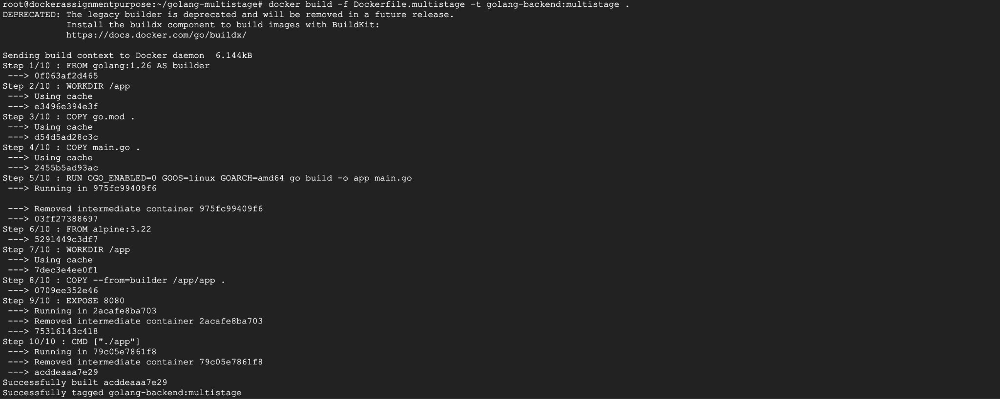 root@dockerassignmentpurpose:~/golang-multistage# docker build -f Dockerfile.multistage -t golang-backend:multistage .
DEPRECATED: The legacy builder is deprecated and will be removed in a future release.
            Install the buildx component to build images with BuildKit:
            https://docs.docker.com/go/buildx/

Sending build context to Docker daemon  6.144kB
Step 1/10 : FROM golang:1.26 AS builder
 ---> 0f063af2d465
Step 2/10 : WORKDIR /app
 ---> Using cache
 ---> e3496e394e3f
Step 3/10 : COPY go.mod .
 ---> Using cache
 ---> d54d5ad28c3c
Step 4/10 : COPY main.go .
 ---> Using cache
 ---> 2455b5ad93ac
Step 5/10 : RUN CGO_ENABLED=0 GOOS=linux GOARCH=amd64 go build -o app main.go
 ---> Running in 975fc99409f6

 ---> Removed intermediate container 975fc99409f6
 ---> 03ff27388697
Step 6/10 : FROM alpine:3.22
 ---> 5291449c3df7
Step 7/10 : WORKDIR /app
 ---> Using cache
 ---> 7dec3e4ee0f1
Step 8/10 : COPY --from=builder /app/app .
 ---> 0709ee352e46
Step 9/10 : EXPOSE 8080
 ---> Running in 2acafe8ba703
 ---> Removed intermediate container 2acafe8ba703
 ---> 75316143c418
Step 10/10 : CMD ["./app"]
 ---> Running in 79c05e7861f8
 ---> Removed intermediate container 79c05e7861f8
 ---> acddeaaa7e29
Successfully built acddeaaa7e29
Successfully tagged golang-backend:multistage